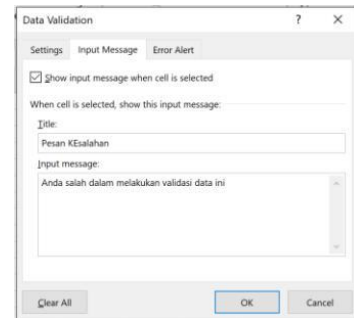 Data Validation ? X
Settings Input Message Error Alert
Show input message when cell is selected
When cell is selected, show this input message:
Title:
Pesan KEsalahan
Input message:
Anda salah dalam melakukan validasi data ini
Clear All OK Cancel